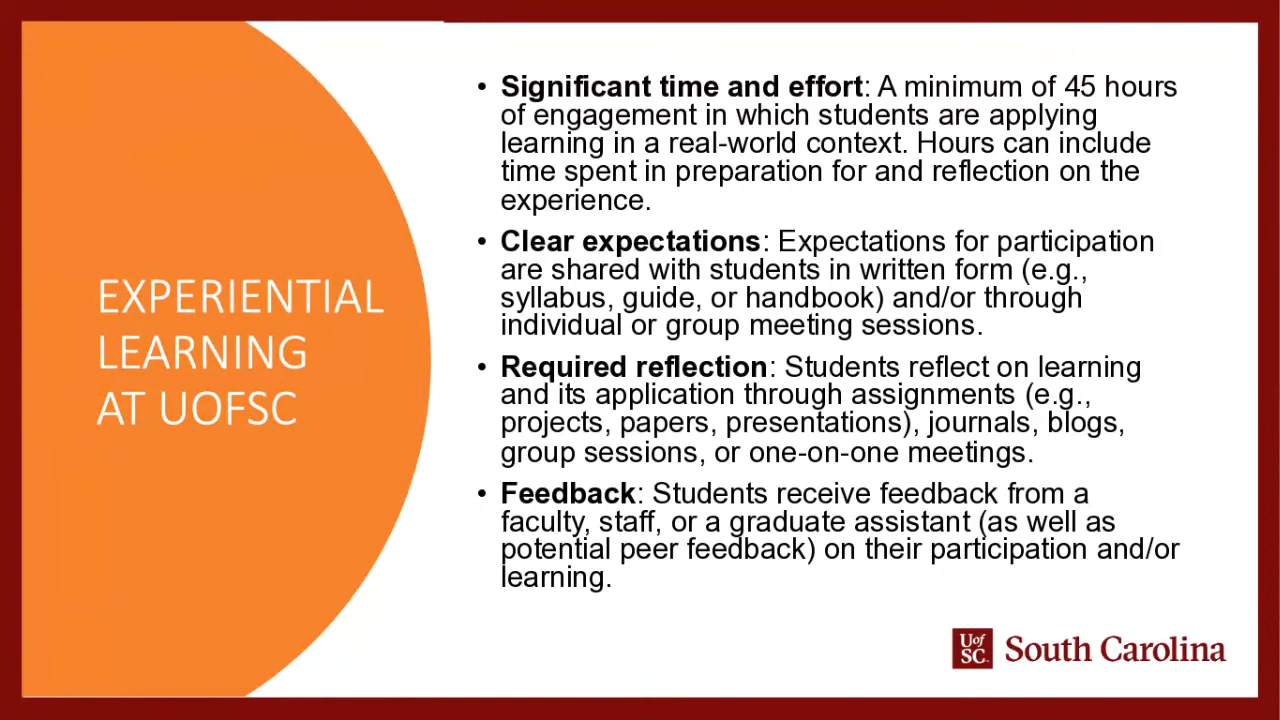 EXPERIENTIAL
LEARNING
AT UOFSC
• Significant time and effort: A minimum of 45 hours
of engagement in which students are applying
learning in a real-world context. Hours can include
time spent in preparation for and reflection on the
experience.
• Clear expectations: Expectations for participation
are shared with students in written form (e.g.,
syllabus, guide, or handbook) and/or through
individual or group meeting sessions.
• Required reflection: Students reflect on learning
and its application through assignments (e.g.,
projects, papers, presentations), journals, blogs,
group sessions, or one-on-one meetings.
• Feedback: Students receive feedback from a
faculty, staff, or a graduate assistant (as well as
potential peer feedback) on their participation and/or
learning.
Uof
SC
South Carolina